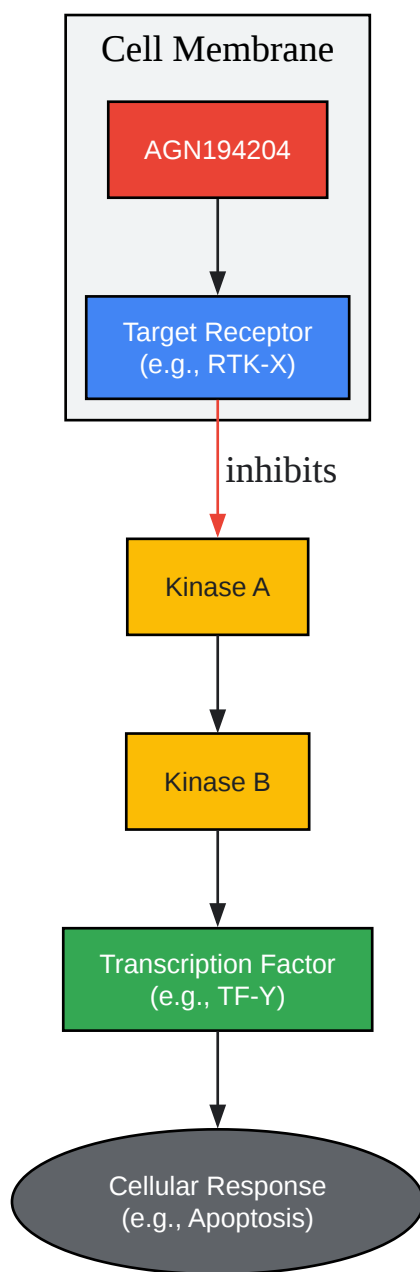 Cell Membrane
AGN194204
Target Receptor
(e.g., RTK-X)
inhibits
Kinase A
Kinase B
Transcription Factor
(e.g., TF-Y)
Cellular Response
(e.g., Apoptosis)